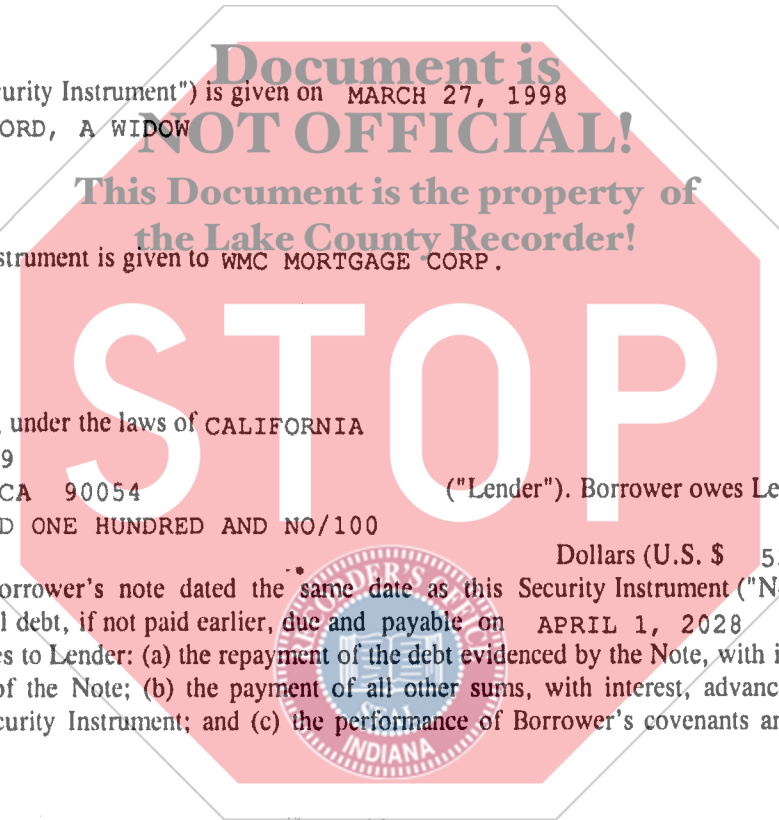 Document is
curity Instrument") is given on MARCH 27, 1998
ORD, A WIDOW
NOT OFFICIAL!
This Document is the property of
the Lake County Recorder!
strument is given to WMC MORTGAGE CORP.
STOP
, under the laws of CALIFORNIA
9
CA 90054 ("Lender"). Borrower owes Le
D ONE HUNDRED AND NO/100
Dollars (U.S. $ 5
orrower's note dated the same date as this Security Instrument ("N
l debt, if not paid earlier, due and payable on APRIL 1, 2028
es to Lender: (a) the repayment of the debt evidenced by the Note, with i
of the Note; (b) the payment of all other sums, with interest, advanc
curity Instrument; and (c) the performance of Borrower's covenants an
RECORDER'S OFFICE
SEAL
INDIANA